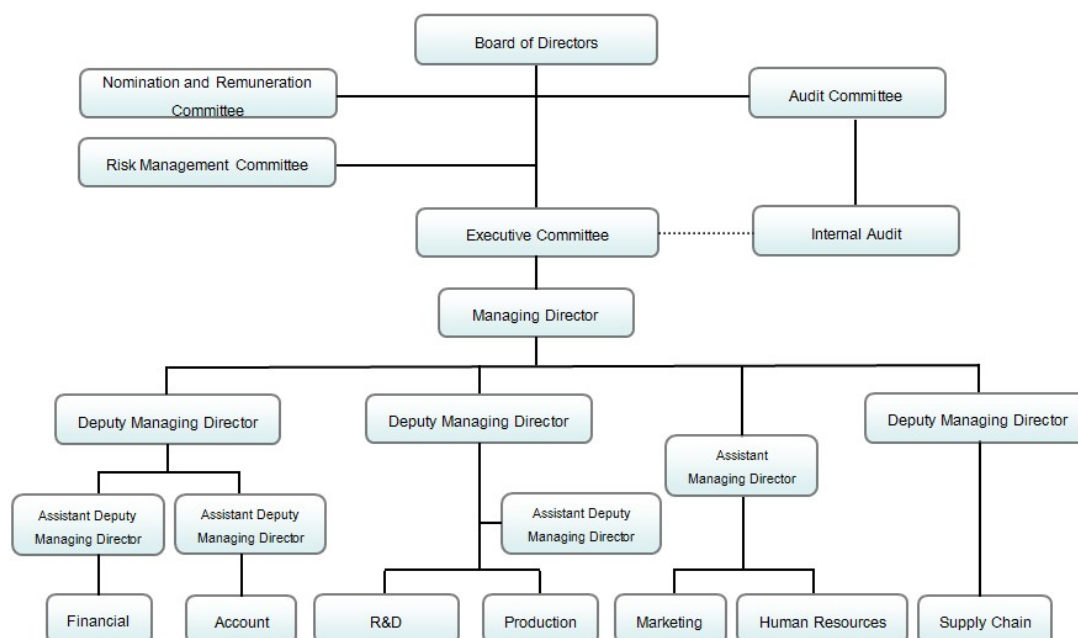 Board of Directors
Nomination and Remuneration
Committee
Audit Committee
Risk Management Committee
Executive Committee
Internal Audit
Managing Director
Deputy Managing Director
Deputy Managing Director
Deputy Managing Director
Assistant
Managing Director
Assistant Deputy
Managing Director
Assistant Deputy
Managing Director
Assistant Deputy
Managing Director
Financial
Account
R&D
Production
Marketing
Human Resources
Supply Chain